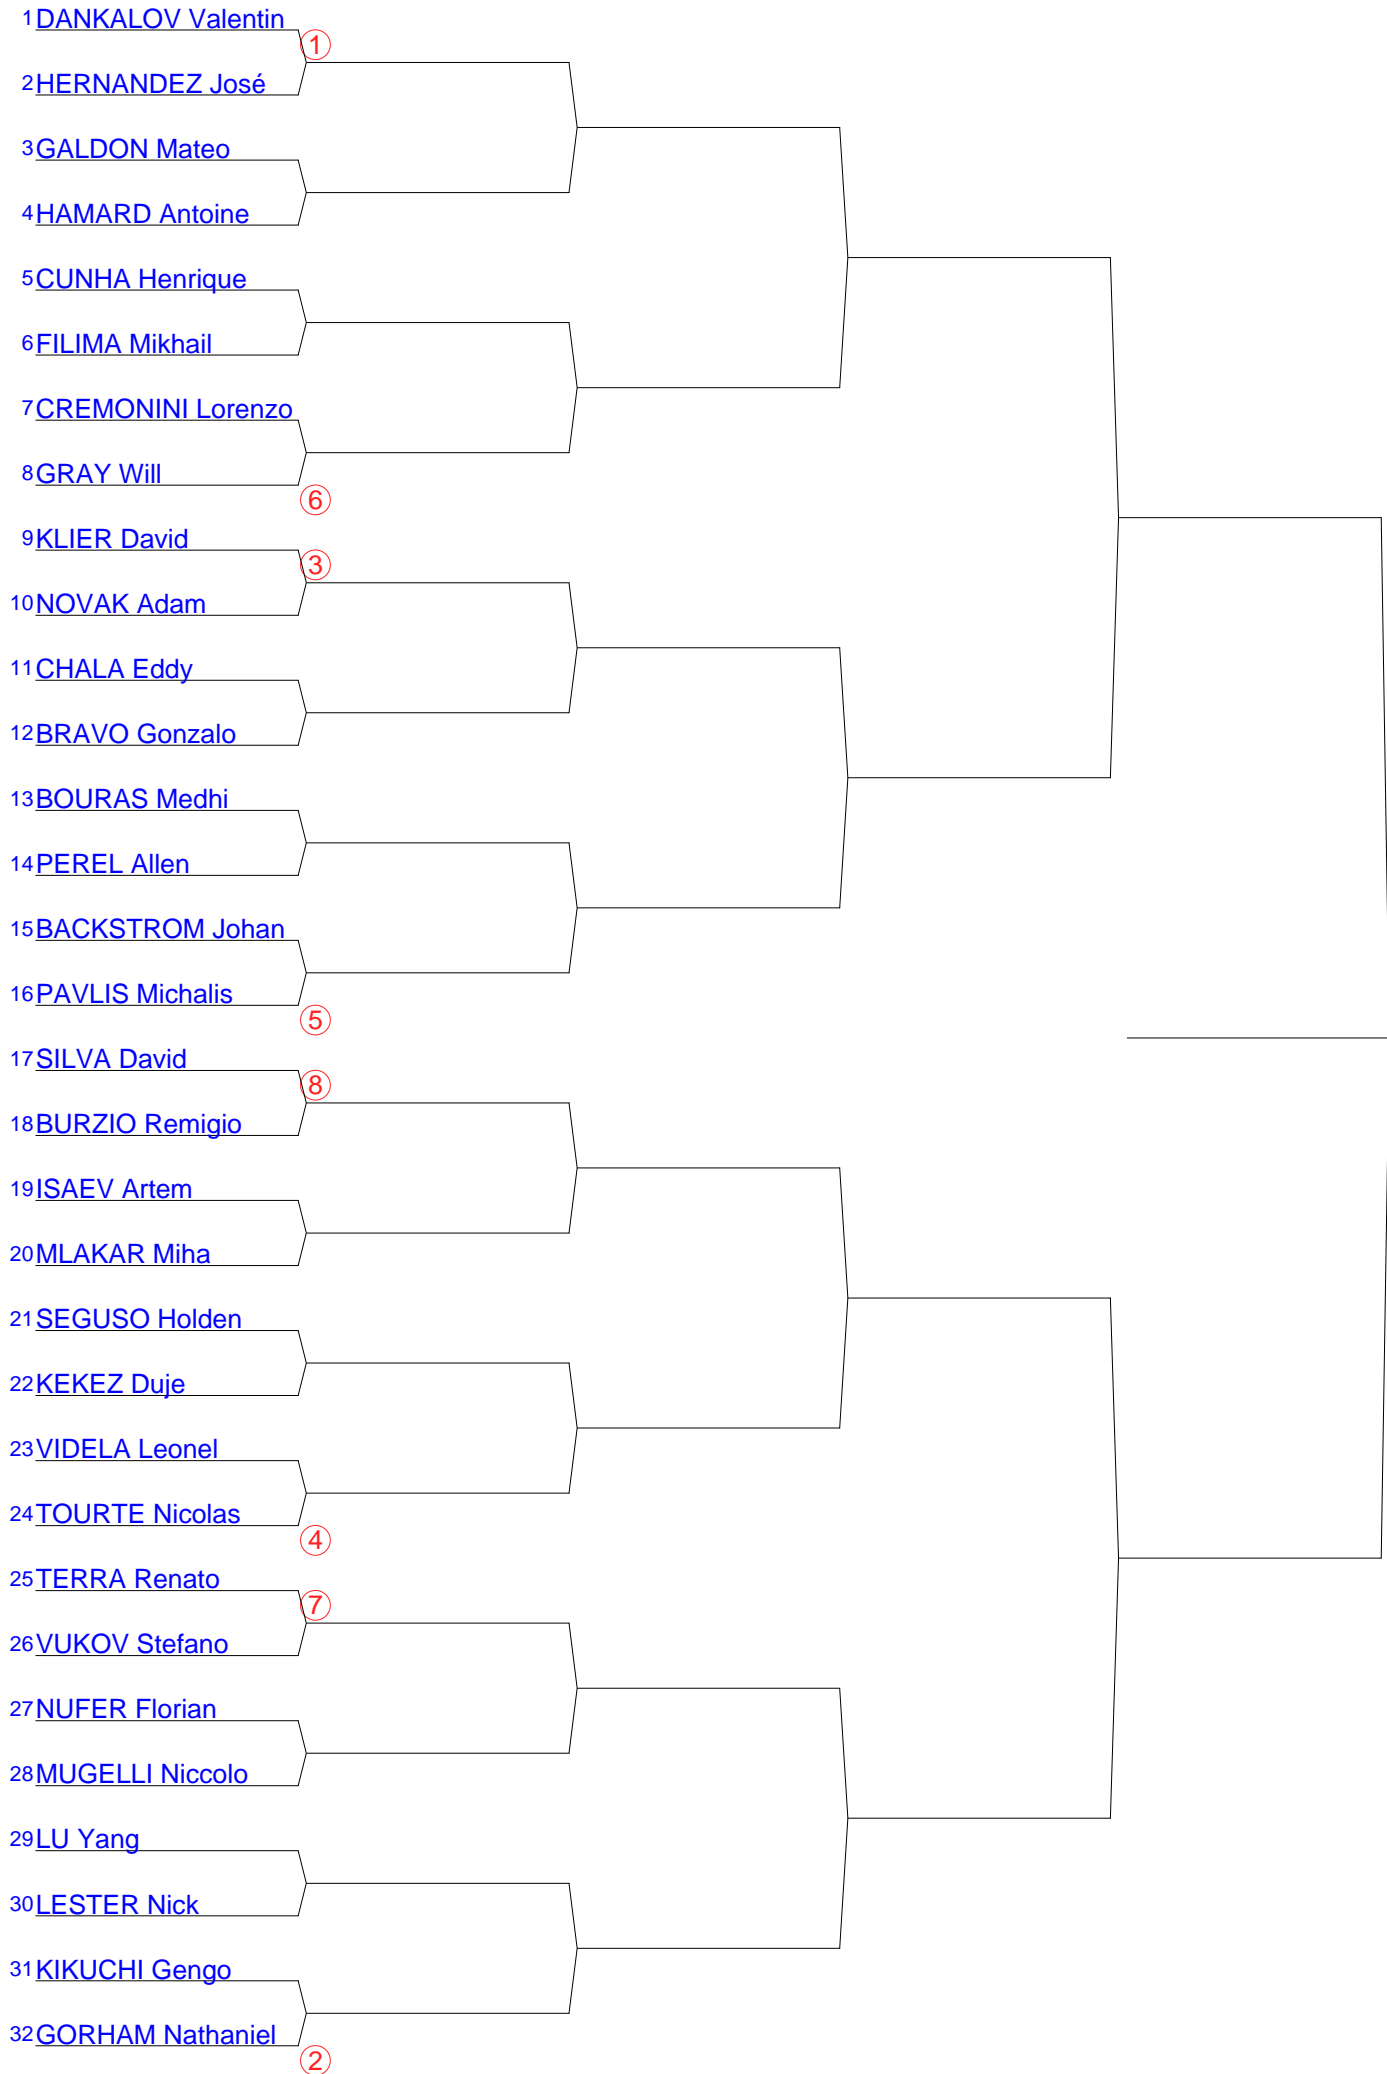 1 DANKALOV Valentin
①
2 HERNANDEZ José
3 GALDON Mateo
4 HAMARD Antoine
5 CUNHA Henrique
6 FILIMA Mikhail
7 CREMONINI Lorenzo
8 GRAY Will
⑥
9 KLIER David
③
10 NOVAK Adam
11 CHALA Eddy
12 BRAVO Gonzalo
13 BOURAS Medhi
14 PEREL Allen
15 BACKSTROM Johan
16 PAVLIS Michalis
⑤
17 SILVA David
⑧
18 BURZIO Remigio
19 ISAEV Artem
20 MLAKAR Miha
21 SEGUSO Holden
22 KEKEZ Duje
23 VIDELA Leonel
24 TOURTE Nicolas
④
25 TERRA Renato
⑦
26 VUKOV Stefano
27 NUFER Florian
28 MUGELLI Niccolo
29 LU Yang
30 LESTER Nick
31 KIKUCHI Gengo
32 GORHAM Nathaniel
②